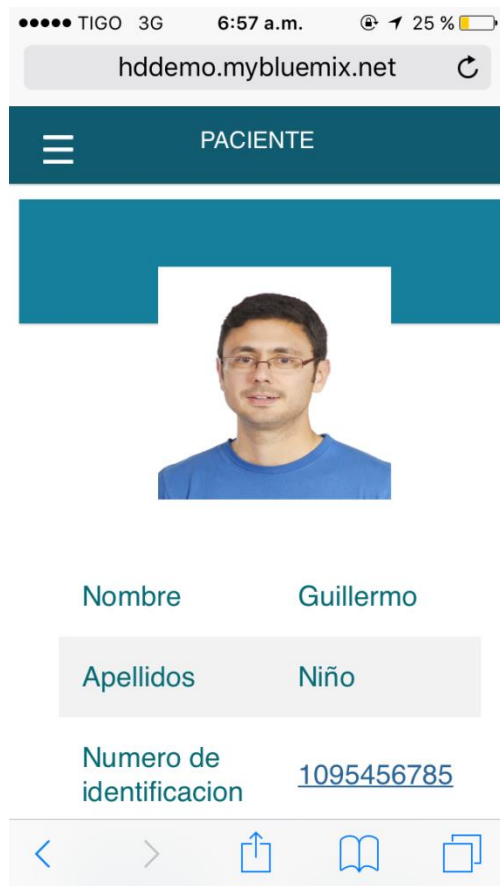 TIGO 3G 6:57 a.m. 25 %
hddemo.mybluemix.net
PACIENTE
Nombre Guillermo
Apellidos Niño
Numero de
identificacion 1095456785